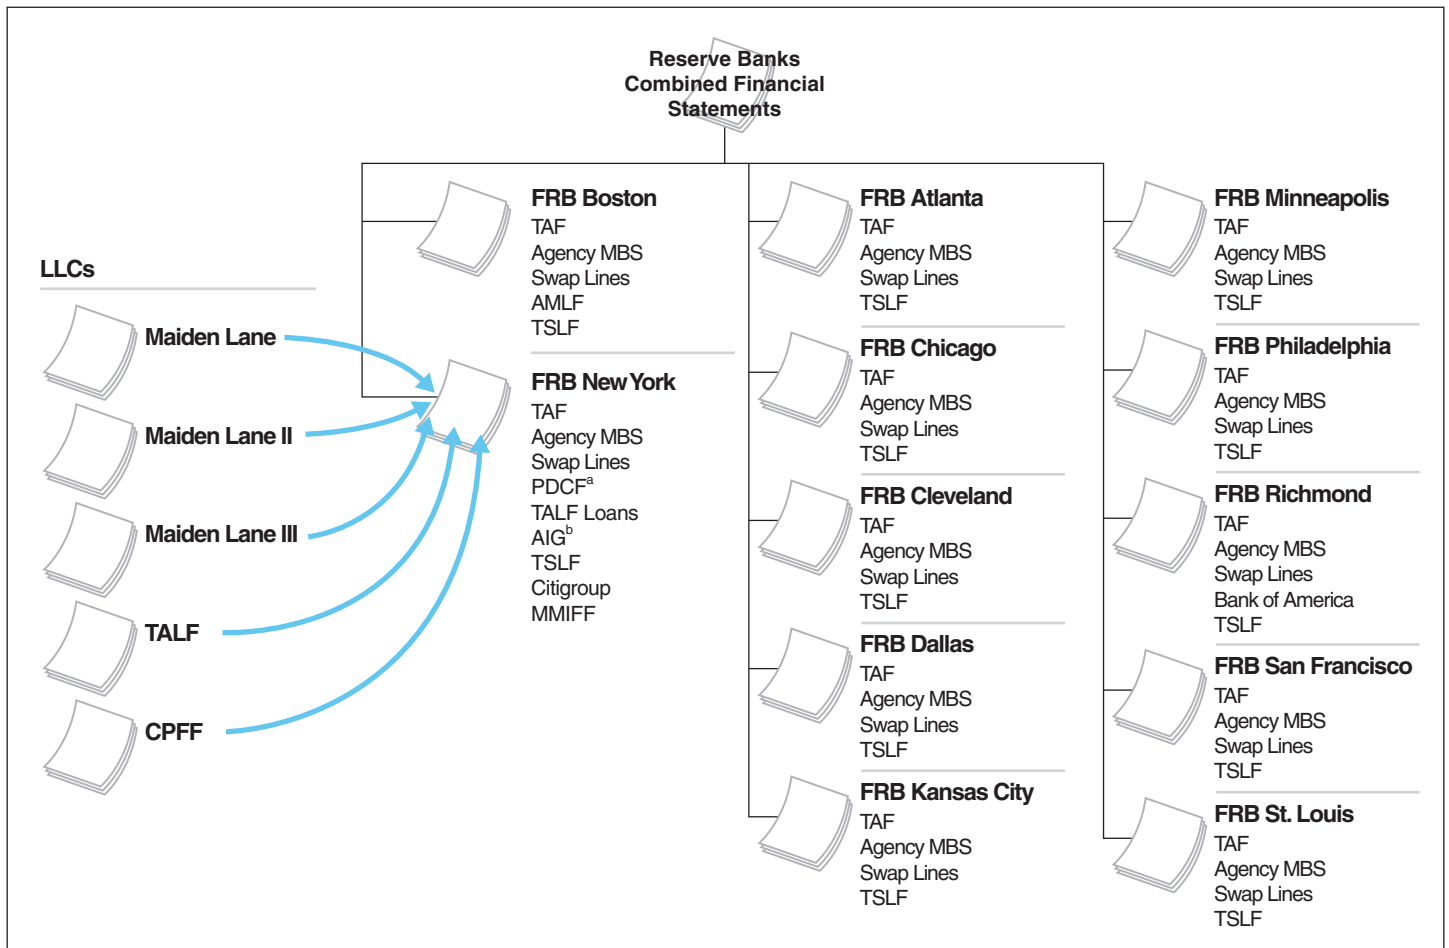 Reserve Banks
Combined Financial
Statements
LLCs
Maiden Lane
Maiden Lane II
Maiden Lane III
TALF
CPFF
FRB Boston
TAF
Agency MBS
Swap Lines
AMLF
TSLF
FRB New York
TAF
Agency MBS
Swap Lines
PDCFa
TALF Loans
AIGb
TSLF
Citigroup
MMIFF
FRB Atlanta
TAF
Agency MBS
Swap Lines
TSLF
FRB Chicago
TAF
Agency MBS
Swap Lines
TSLF
FRB Cleveland
TAF
Agency MBS
Swap Lines
TSLF
FRB Dallas
TAF
Agency MBS
Swap Lines
TSLF
FRB Kansas City
TAF
Agency MBS
Swap Lines
TSLF
FRB Minneapolis
TAF
Agency MBS
Swap Lines
TSLF
FRB Philadelphia
TAF
Agency MBS
Swap Lines
TSLF
FRB Richmond
TAF
Agency MBS
Swap Lines
Bank of America
TSLF
FRB San Francisco
TAF
Agency MBS
Swap Lines
TSLF
FRB St. Louis
TAF
Agency MBS
Swap Lines
TSLF